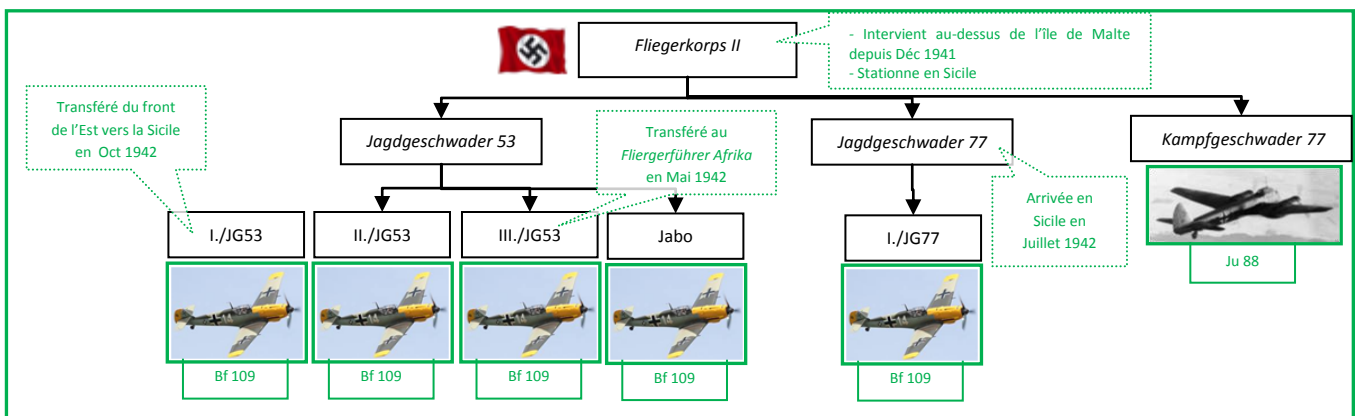 Fliegerkorps II
- Intervient au-dessus de l'île de Malte
depuis Déc 1941
- Stationne en Sicile
Transféré du front
de l'Est vers la Sicile
en Oct 1942
Jagdgeschwader 53
Transféré au
Fliergerführer Afrika
en Mai 1942
Jagdgeschwader 77
Kampfgeschwader 77
Arrivée en
Sicile en
Juillet 1942
I./JG53
II./JG53
III./JG53
Jabo
I./JG77
Ju 88
Bf 109
Bf 109
Bf 109
Bf 109
Bf 109